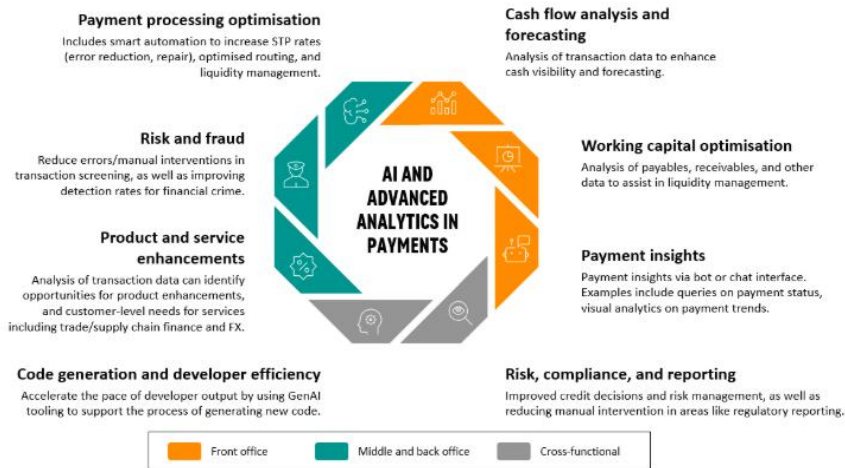 Payment processing optimisation
Includes smart automation to increase STP rates
(error reduction, repair), optimised routing, and
liquidity management.
Cash flow analysis and
forecasting
Analysis of transaction data to enhance
cash visibility and forecasting.
Risk and fraud
Reduce errors/manual interventions in
transaction screening, as well as improving
detection rates for financial crime.
Working capital optimisation
Analysis of payables, receivables, and other
data to assist in liquidity management.
AI AND
ADVANCED
ANALYTICS IN
PAYMENTS
Product and service
enhancements
Analysis of transaction data can identify
opportunities for product enhancements,
and customer-level needs for services
including trade/supply chain finance and FX.
Payment insights
Payment insights via bot or chat interface.
Examples include queries on payment status,
visual analytics on payment trends.
Code generation and developer efficiency
Accelerate the pace of developer output by using GenAI
tooling to support the process of generating new code.
Risk, compliance, and reporting
Improved credit decisions and risk management, as well as
reducing manual intervention in areas like regulatory reporting.
Front office
Middle and back office
Cross-functional